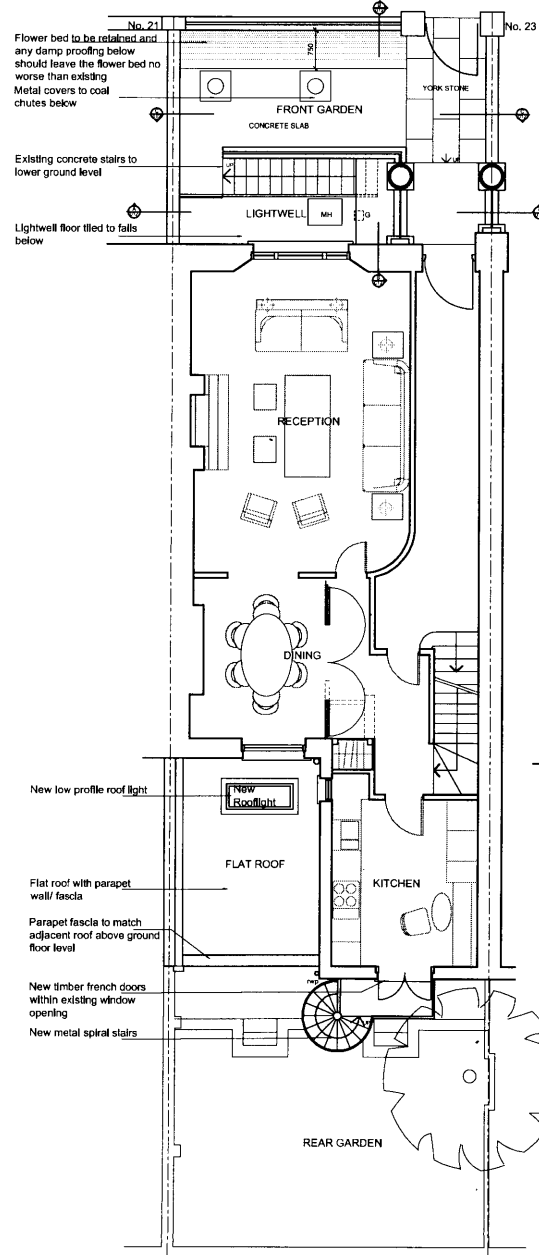 No. 21
No. 23
Flower bed to be retained and
any damp proofing below
should leave the flower bed no
worse than existing
Metal covers to coal
chutes below
750
YORK STONE
FRONT GARDEN
CONCRETE SLAB
UP
UP
Existing concrete stairs to
lower ground level
LIGHTWELL
MH
G
Lightwell floor tiled to falls
below
RECEPTION
DINING
New low profile roof light
New
Rooflight
FLAT ROOF
KITCHEN
Flat roof with parapet
wall/ fascia
Parapet fascia to match
adjacent roof above ground
floor level
rwp
New timber french doors
within existing window
opening
New metal spiral stairs
REAR GARDEN